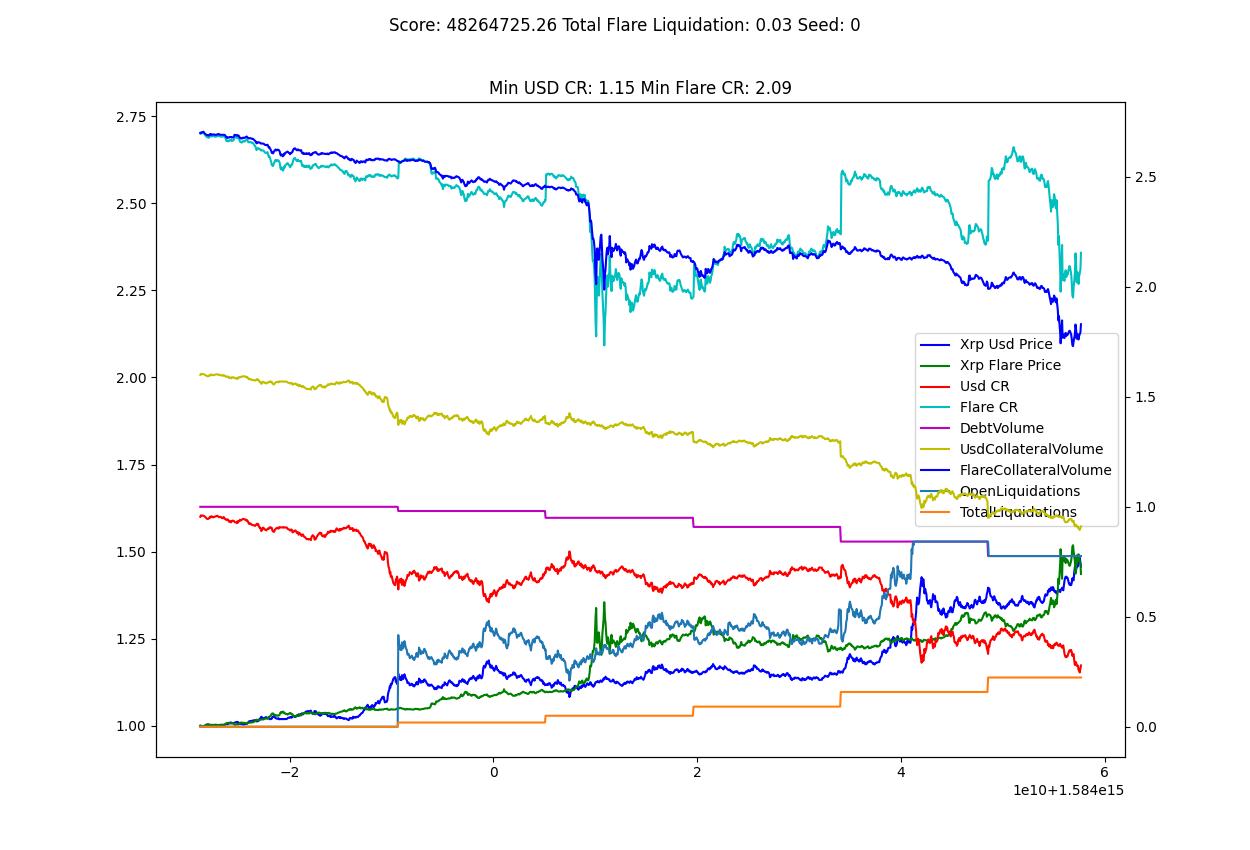 Score: 48264725.26 Total Flare Liquidation: 0.03 Seed: 0
Min USD CR: 1.15 Min Flare CR: 2.09
2.75
2.50
2.25
2.00
1.75
1.50
1.25
1.00
2.5
2.0
1.5
1.0
0.5
0.0
Xrp Usd Price
Xrp Flare Price
Usd CR
Flare CR
DebtVolume
UsdCollateralVolume
FlareCollateralVolume
OpenLiquidations
TotalLiquidations
−2 0 2 4 6
1e10+1.584e15